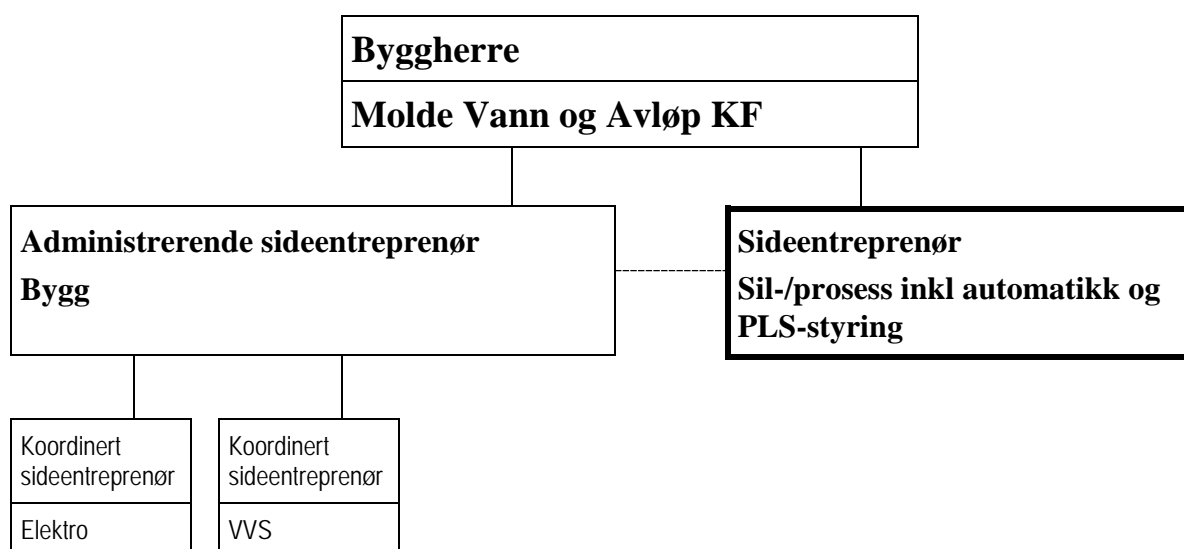 Byggherre
Molde Vann og Avløp KF
Administrerende sideentreprenør
Bygg
Sideentreprenør
Sil-/prosess inkl automatikk og
PLS-styring
Koordinert
sideentreprenør
Elektro
Koordinert
sideentreprenør
VVS